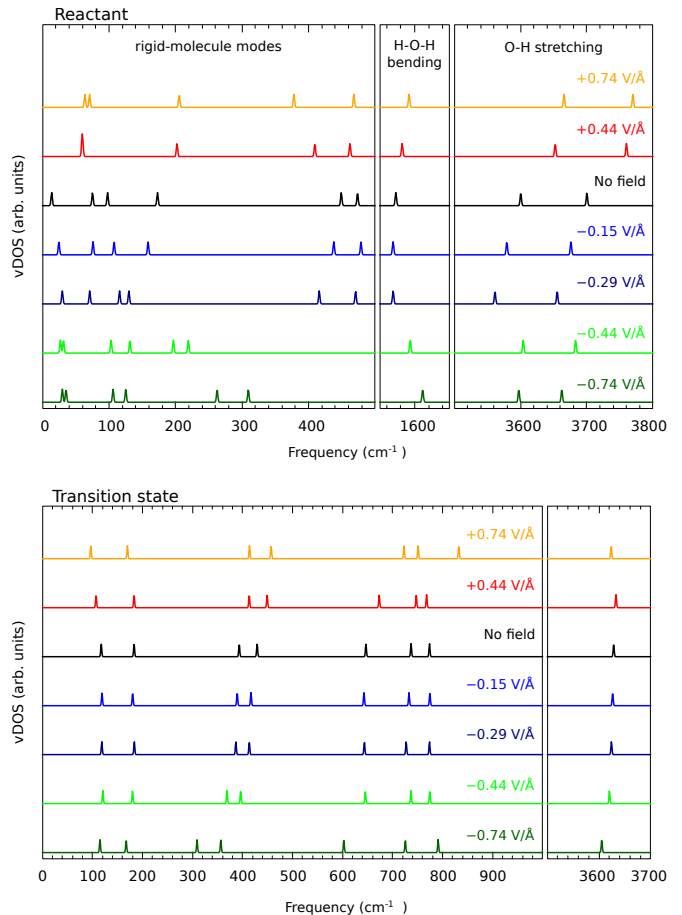 Reactant
rigid-molecule modes
H-O-H
bending
O-H stretching
+0.74 V/Å
+0.44 V/Å
No field
−0.15 V/Å
−0.29 V/Å
−0.44 V/Å
−0.74 V/Å
vDOS (arb. units)
0 200 400 1600 3600 3700 3800
Frequency (cm-1 )
Transition state
+0.74 V/Å
+0.44 V/Å
No field
−0.15 V/Å
−0.29 V/Å
−0.44 V/Å
−0.74 V/Å
vDOS (arb. units)
0 100 200 300 400 500 600 700 800 900 3600 3700
Frequency (cm-1 )